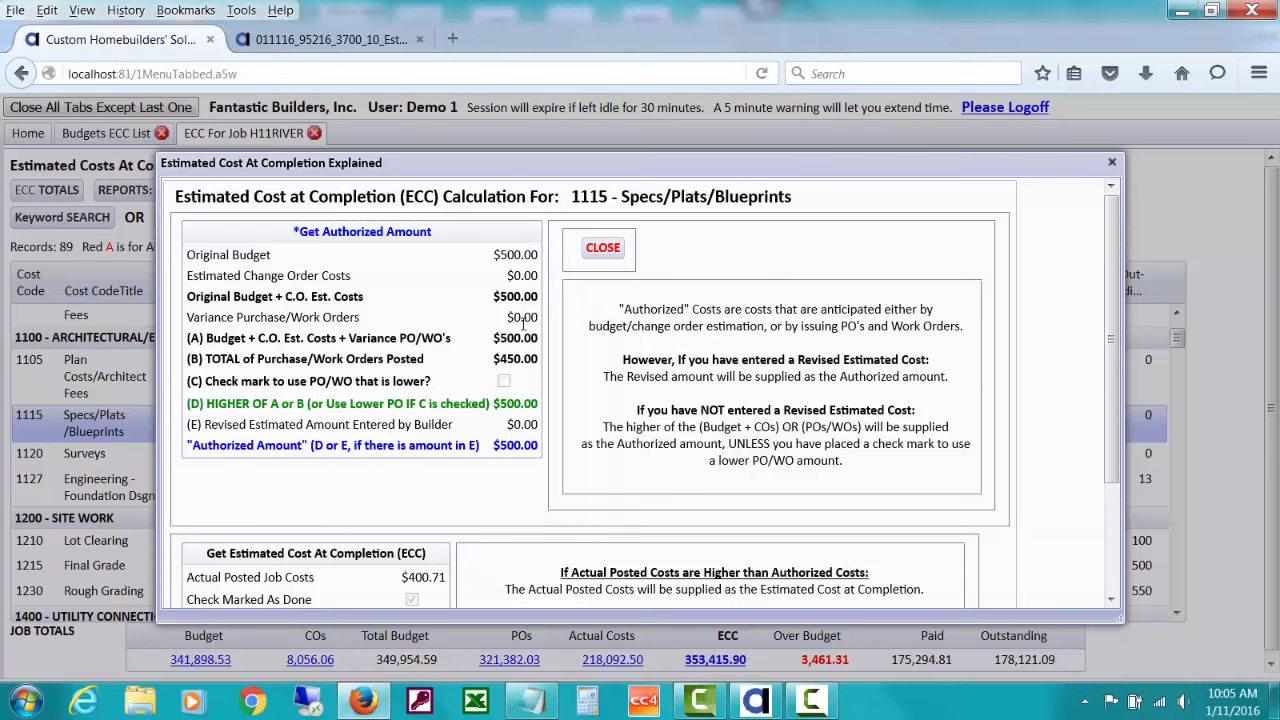 File Edit View History Bookmarks Tools Help
Custom Homebuilders' Sol... × 011116_95216_3700_10_Est... × +
localhost:81/1MenuTabbed.a5w Search
Close All Tabs Except Last One Fantastic Builders, Inc. User: Demo 1 Session will expire if left idle for 30 minutes. A 5 minute warning will let you extend time. Please Logoff
Home Budgets ECC List ECC For Job H11RIVER
Estimated Costs At Co
ECC TOTALS REPORTS:
Keyword SEARCH OR
Records: 89 Red A is for A
Cost Code Cost CodeTitle
Fees
1100 - ARCHITECTURAL/E
1105 Plan Costs/Architect Fees 0
1115 Specs/Plats /Blueprints 0
1120 Surveys
1127 Engineering - Foundation Dsgn 13
1200 - SITE WORK
1210 Lot Clearing 100
1215 Final Grade 500
1230 Rough Grading 550
1400 - UTILITY CONNECTI
Out-di...
Estimated Cost At Completion Explained ×
Estimated Cost at Completion (ECC) Calculation For: 1115 - Specs/Plats/Blueprints
*Get Authorized Amount
Original Budget $500.00
Estimated Change Order Costs $0.00
Original Budget + C.O. Est. Costs $500.00
Variance Purchase/Work Orders $0.00
(A) Budget + C.O. Est. Costs + Variance PO/WO's $500.00
(B) TOTAL of Purchase/Work Orders Posted $450.00
(C) Check mark to use PO/WO that is lower?
(D) HIGHER OF A or B (or Use Lower PO IF C is checked) $500.00
(E) Revised Estimated Amount Entered by Builder $0.00
"Authorized Amount" (D or E, if there is amount in E) $500.00
CLOSE
"Authorized" Costs are costs that are anticipated either by
budget/change order estimation, or by issuing PO's and Work Orders.
However, If you have entered a Revised Estimated Cost:
The Revised amount will be supplied as the Authorized amount.
If you have NOT entered a Revised Estimated Cost:
The higher of the (Budget + COs) OR (POs/WOs) will be supplied
as the Authorized amount, UNLESS you have placed a check mark to use
a lower PO/WO amount.
Get Estimated Cost At Completion (ECC)
Actual Posted Job Costs $400.71
Check Marked As Done
If Actual Posted Costs are Higher than Authorized Costs:
The Actual Posted Costs will be supplied as the Estimated Cost at Completion.
JOB TOTALS Budget COs Total Budget POs Actual Costs ECC Over Budget Paid Outstanding
341,898.53 8,056.06 349,954.59 321,382.03 218,092.50 353,415.90 3,461.31 175,294.81 178,121.09
CC4
10:05 AM
1/11/2016